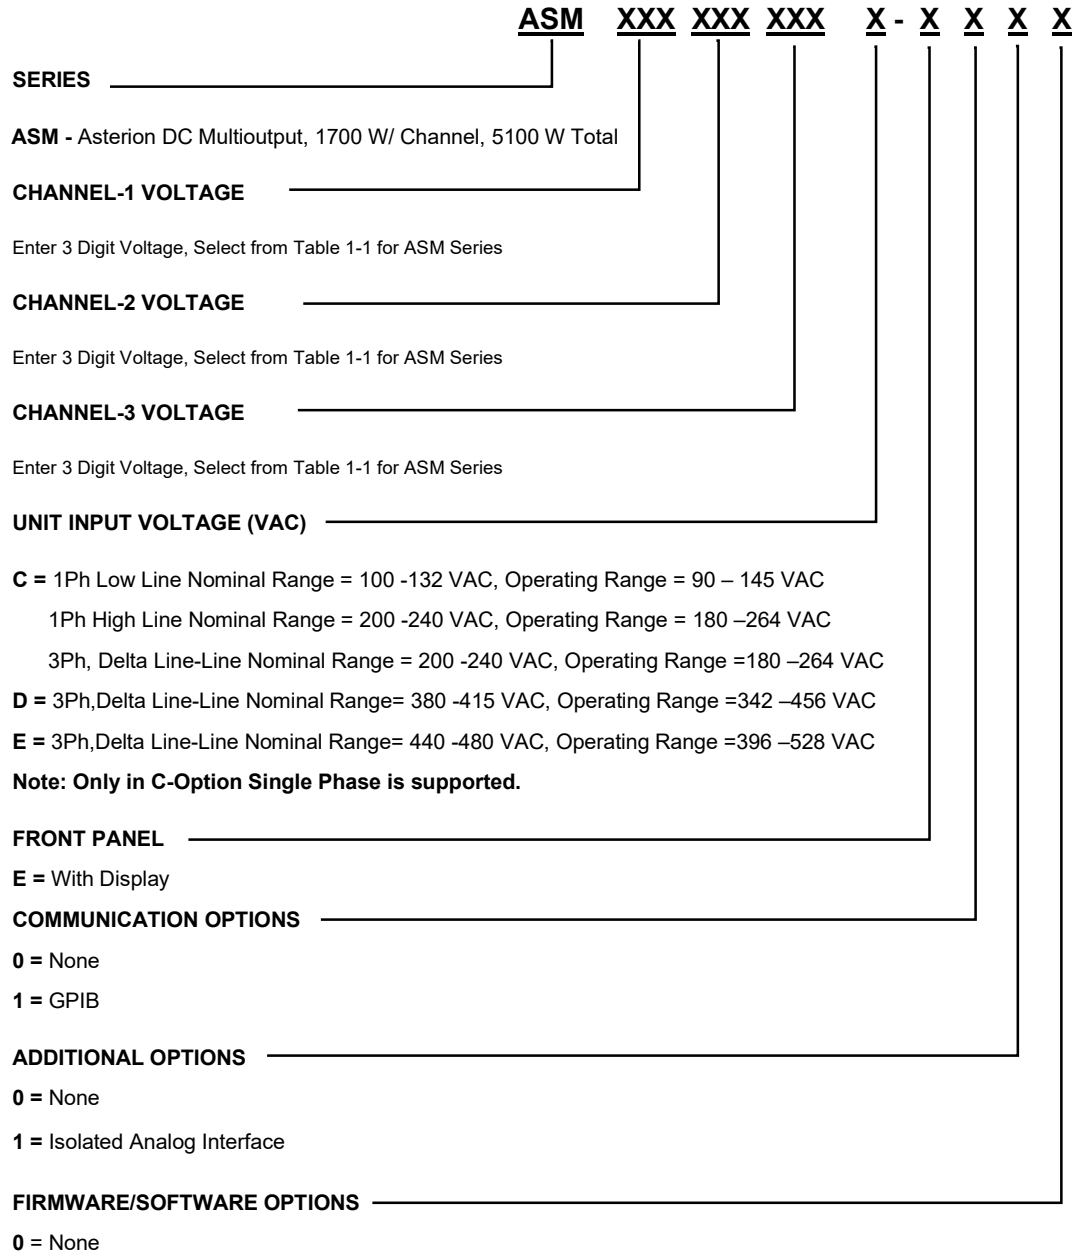 ASM XXX XXX XXX X - X X X X
SERIES
ASM - Asterion DC Multioutput, 1700 W/ Channel, 5100 W Total
CHANNEL-1 VOLTAGE
Enter 3 Digit Voltage, Select from Table 1-1 for ASM Series
CHANNEL-2 VOLTAGE
Enter 3 Digit Voltage, Select from Table 1-1 for ASM Series
CHANNEL-3 VOLTAGE
Enter 3 Digit Voltage, Select from Table 1-1 for ASM Series
UNIT INPUT VOLTAGE (VAC)
C = 1Ph Low Line Nominal Range = 100 -132 VAC, Operating Range = 90 – 145 VAC
1Ph High Line Nominal Range = 200 -240 VAC, Operating Range = 180 –264 VAC
3Ph, Delta Line-Line Nominal Range = 200 -240 VAC, Operating Range =180 –264 VAC
D = 3Ph,Delta Line-Line Nominal Range= 380 -415 VAC, Operating Range =342 –456 VAC
E = 3Ph,Delta Line-Line Nominal Range= 440 -480 VAC, Operating Range =396 –528 VAC
Note: Only in C-Option Single Phase is supported.
FRONT PANEL
E = With Display
COMMUNICATION OPTIONS
0 = None
1 = GPIB
ADDITIONAL OPTIONS
0 = None
1 = Isolated Analog Interface
FIRMWARE/SOFTWARE OPTIONS
0 = None